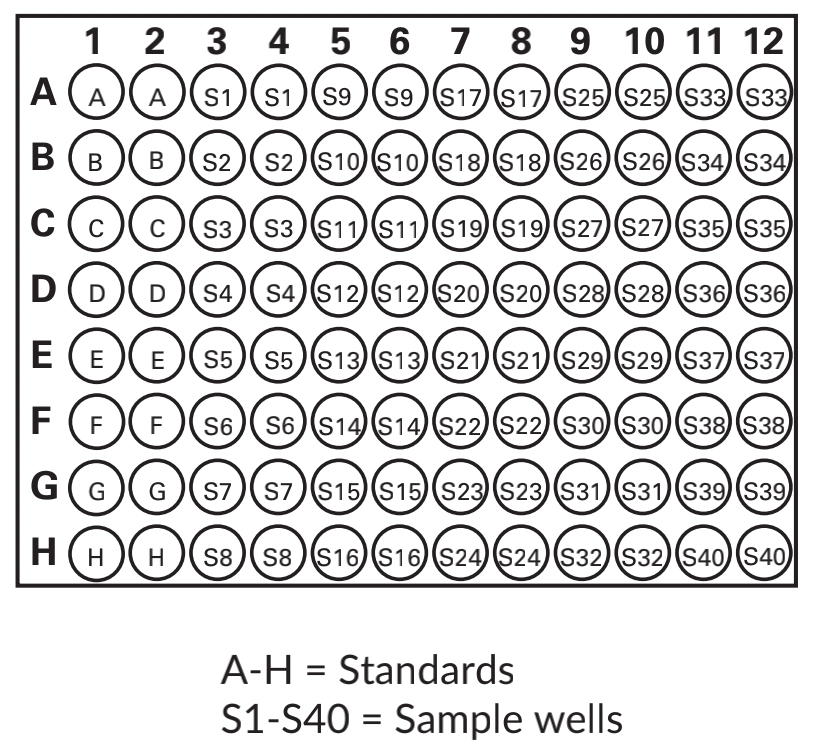 1 2 3 4 5 6 7 8 9 10 11 12
A A A S1 S1 S9 S9 S17 S17 S25 S25 S33 S33
B B B S2 S2 S10 S10 S18 S18 S26 S26 S34 S34
C C C S3 S3 S11 S11 S19 S19 S27 S27 S35 S35
D D D S4 S4 S12 S12 S20 S20 S28 S28 S36 S36
E E E S5 S5 S13 S13 S21 S21 S29 S29 S37 S37
F F F S6 S6 S14 S14 S22 S22 S30 S30 S38 S38
G G G S7 S7 S15 S15 S23 S23 S31 S31 S39 S39
H H H S8 S8 S16 S16 S24 S24 S32 S32 S40 S40
A-H = Standards
S1-S40 = Sample wells